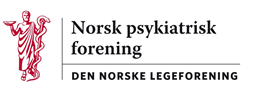 Norsk psykiatrisk
forening
DEN NORSKE LEGEFORENING